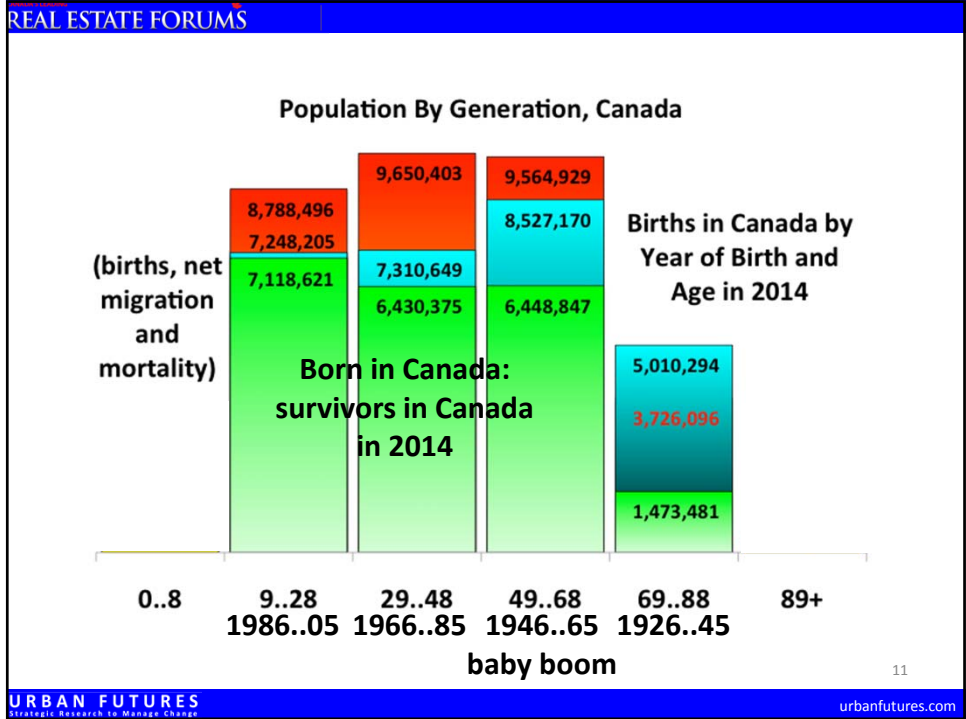 REAL ESTATE FORUMS
Population By Generation, Canada
(births, net
migration
and
mortality)
8,788,496
7,248,205
7,118,621
9,650,403
7,310,649
6,430,375
9,564,929
8,527,170
6,448,847
Births in Canada by
Year of Birth and
Age in 2014
5,010,294
3,726,096
1,473,481
Born in Canada:
survivors in Canada
in 2014
0..8 9..28 29..48 49..68 69..88 89+
1986..05 1966..85 1946..65 1926..45
baby boom
11
URBAN FUTURES
Strategic Research to Manage Change
urbanfutures.com